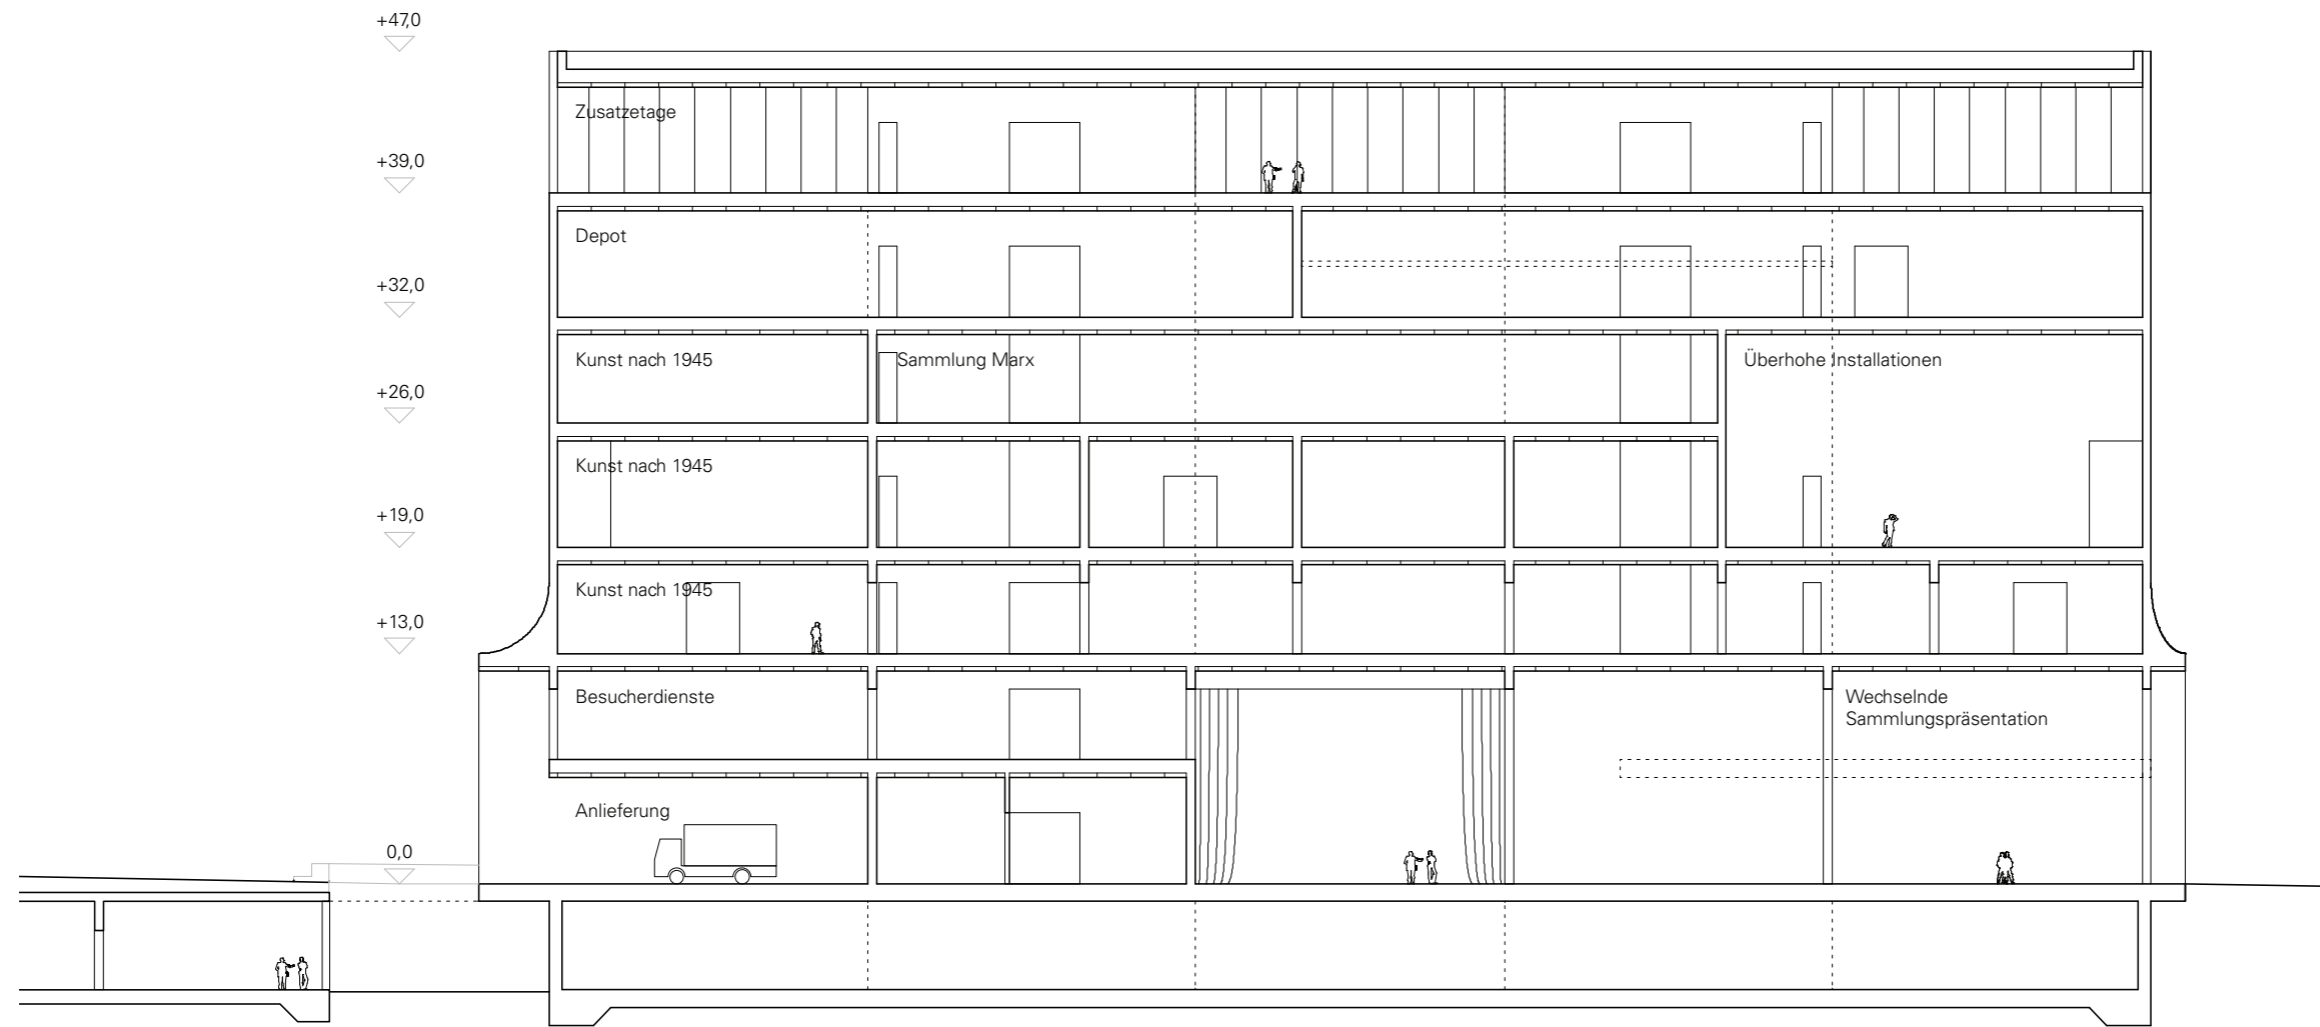 +47,0
Zusatzetage
+39,0
Depot
+32,0
Kunst nach 1945
Sammlung Marx
Überhohe Installationen
+26,0
Kunst nach 1945
+19,0
Kunst nach 1945
+13,0
Besucherdienste
Wechselnde
Sammlungspräsentation
Anlieferung
0,0